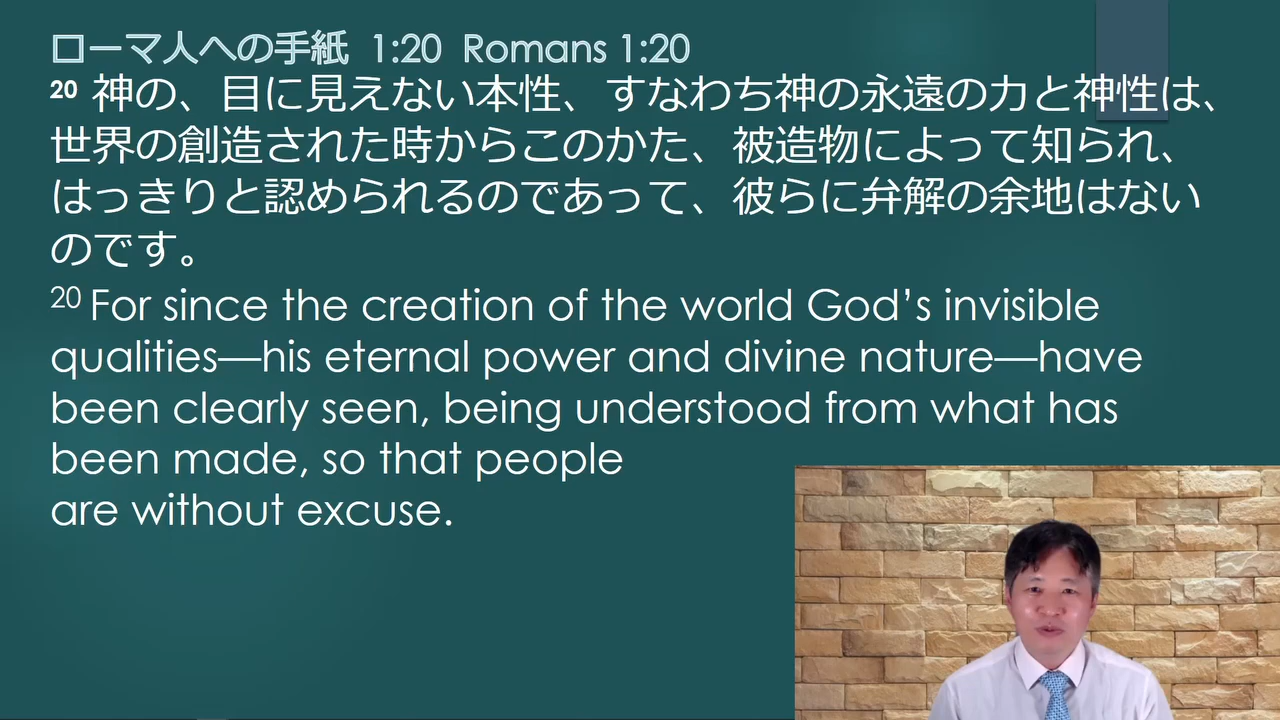 ローマ人への手紙 1:20 Romans 1:20
20 神の、目に見えない本性、すなわち神の永遠の力と神性は、
世界の創造された時からこのかた、被造物によって知られ、
はっきりと認められるのであって、彼らに弁解の余地はない
のです。
20 For since the creation of the world God’s invisible
qualities—his eternal power and divine nature—have
been clearly seen, being understood from what has
been made, so that people
are without excuse.